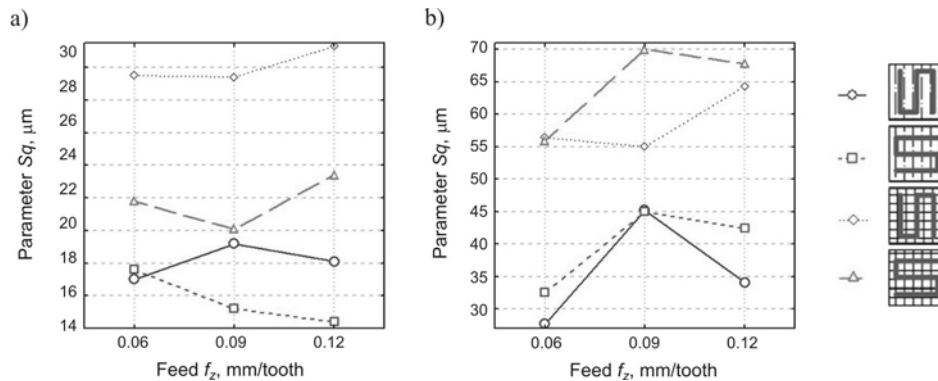 a)
30
28
26
24
22
20
18
16
14
Parameter Sq, μm
0.06 0.09 0.12
Feed fz, mm/tooth
b)
70
65
60
55
50
45
40
35
30
Parameter Sq, μm
0.06 0.09 0.12
Feed fz, mm/tooth